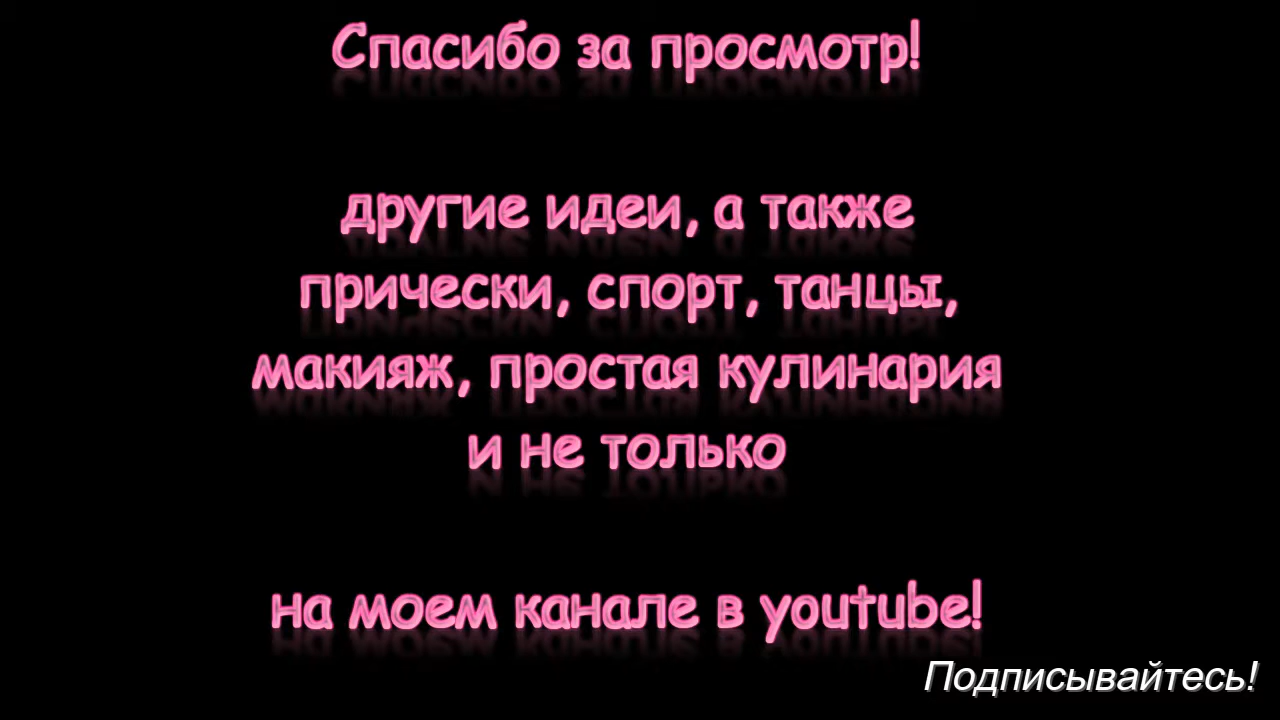 Спасибо за просмотр!
другие идеи, а также
прически, спорт, танцы,
макияж, простая кулинария
и не только
на моем канале в youtube!
Подписывайтесь!